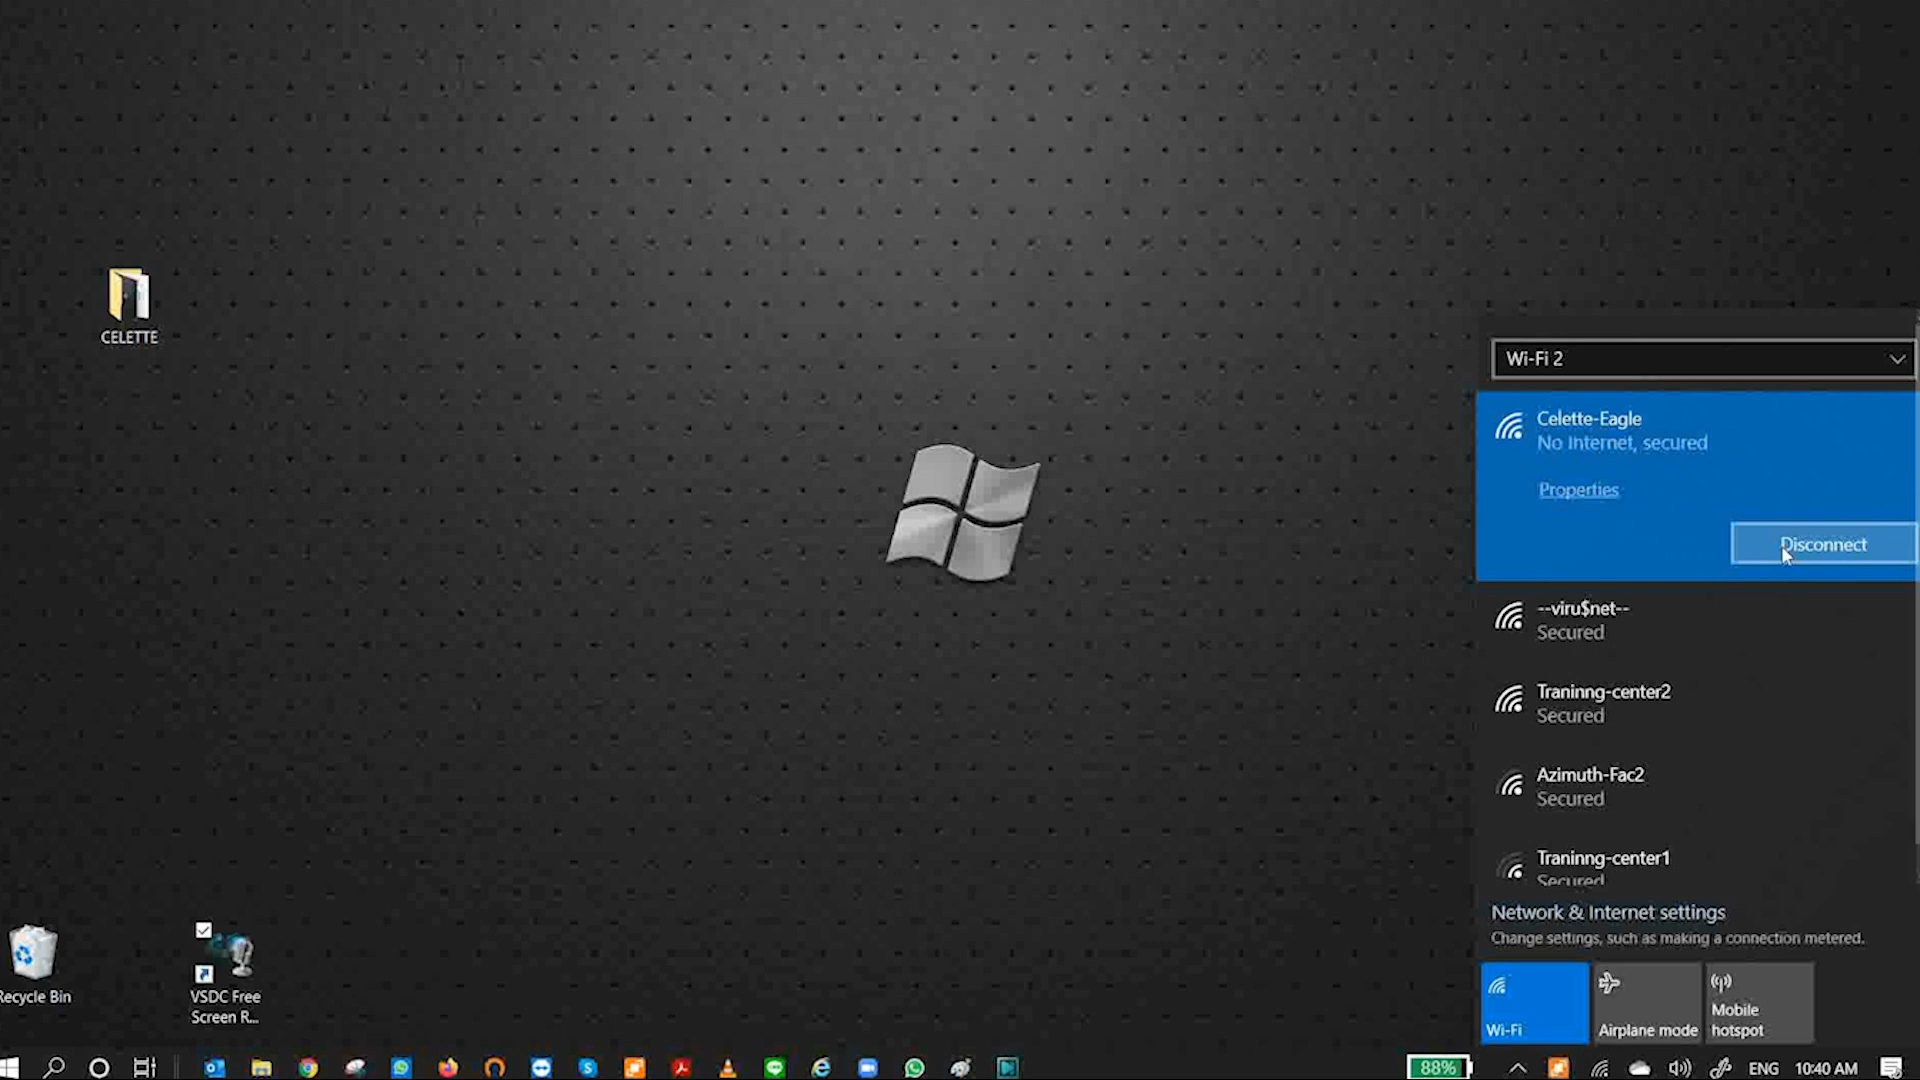 CELETTE
Wi-Fi 2
Celette-Eagle
No Internet, secured
Properties
Disconnect
--viru$net--
Secured
Traninng-center2
Secured
Azimuth-Fac2
Secured
Traninng-center1
Secured
Network & Internet settings
Change settings, such as making a connection metered.
Wi-Fi
Airplane mode
Mobile
hotspot
Recycle Bin
VSDC Free
Screen R...
88%
ENG
10:40 AM